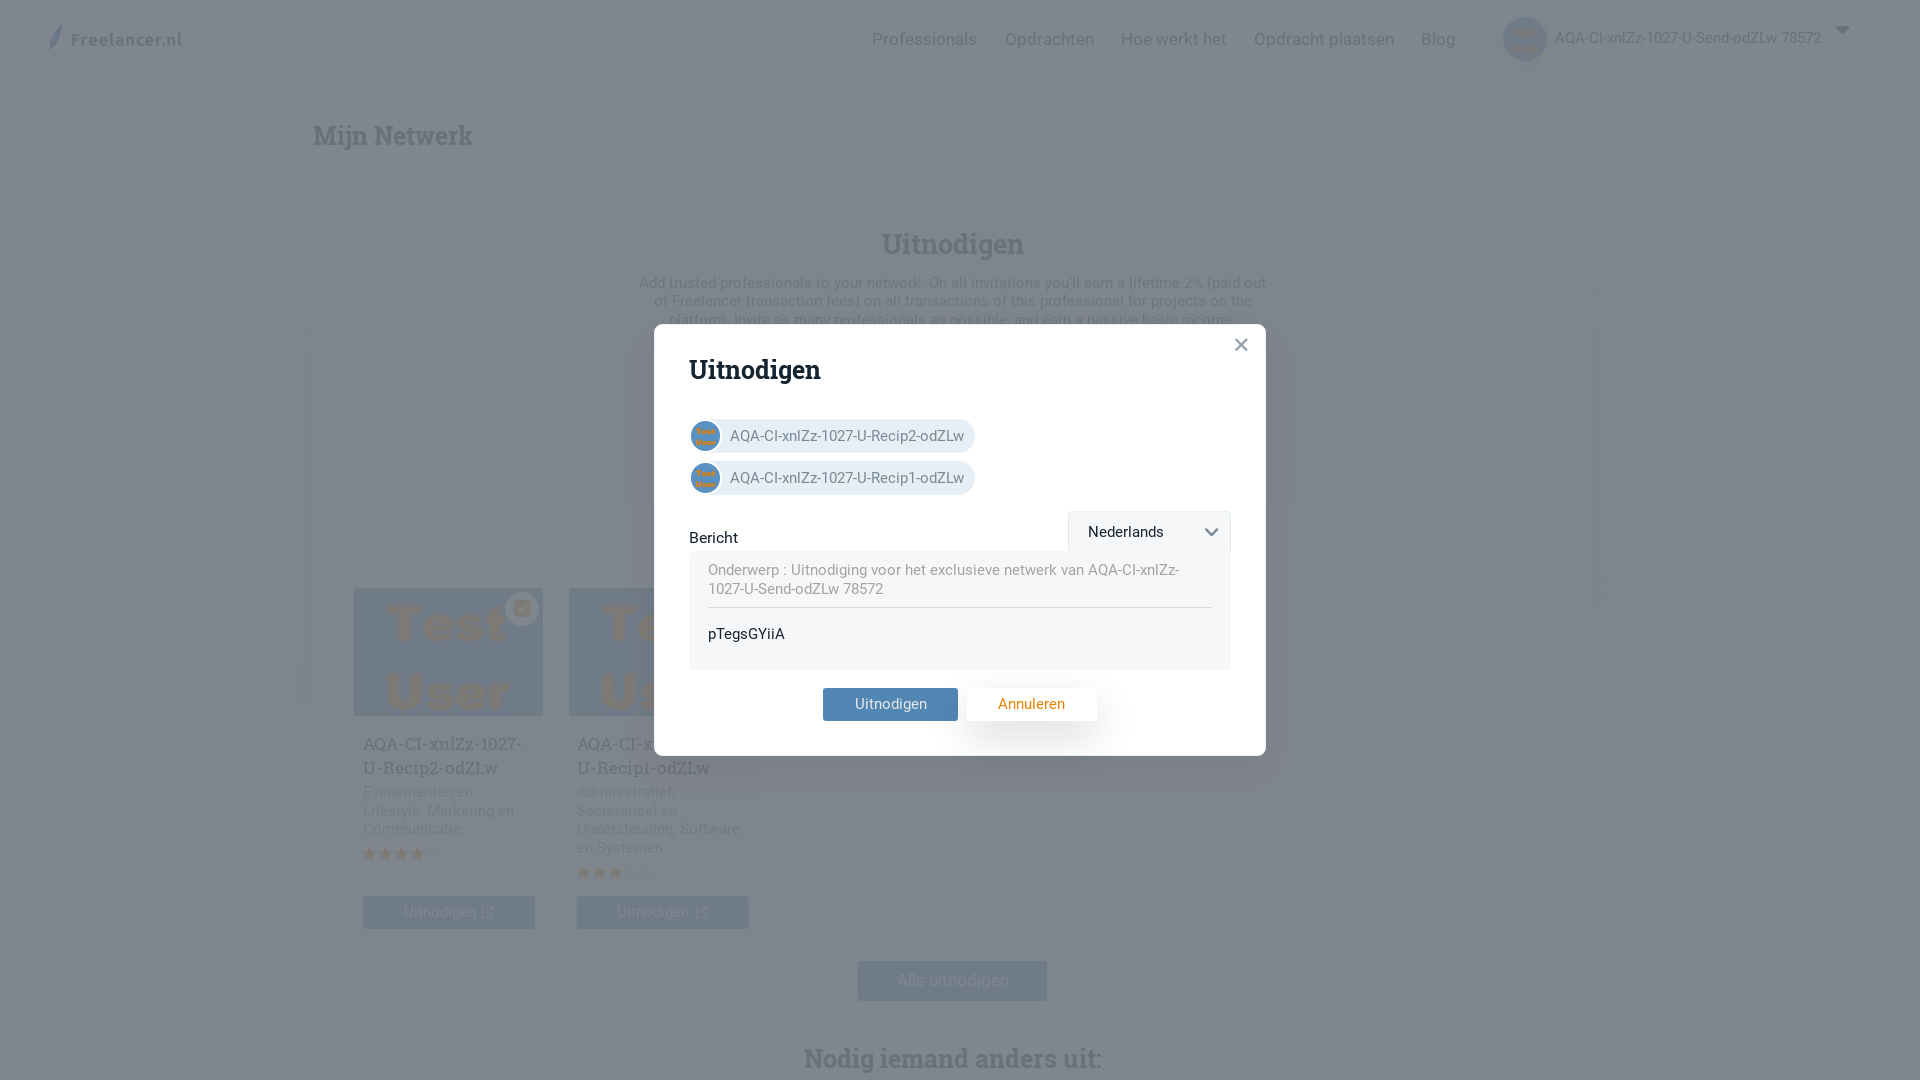 Freelancer.nl
Professionals Opdrachten Hoe werkt het Opdracht plaatsen Blog
AQA-CI-xnlZz-1027-U-Send-odZLw 78572
Mijn Netwerk
Uitnodigen
Add trusted professionals to your network. On all invitations you'll earn a lifetime 2% (paid out
of Freelancer transaction fees) on all transactions of this professional for projects on the
platform. Invite as many professionals as possible, and earn a passive basic income.
Uitnodigen
Test User AQA-CI-xnlZz-1027-U-Recip2-odZLw
Test User AQA-CI-xnlZz-1027-U-Recip1-odZLw
Bericht
Nederlands
Onderwerp : Uitnodiging voor het exclusieve netwerk van AQA-CI-xnlZz-
1027-U-Send-odZLw 78572
pTegsGYiiA
Uitnodigen Annuleren
Test
User
AQA-CI-xnlZz-1027-
U-Recip2-odZLw
Evenementen en
Lifestyle, Marketing en
Communicatie
Uitnodigen
Te
Us
AQA-CI-x
U-Recip1-odZLw
Administratief,
Secretarieel en
Ondersteuning, Software
en Systemen
Uitnodigen
Alle uitnodigen
Nodig iemand anders uit: